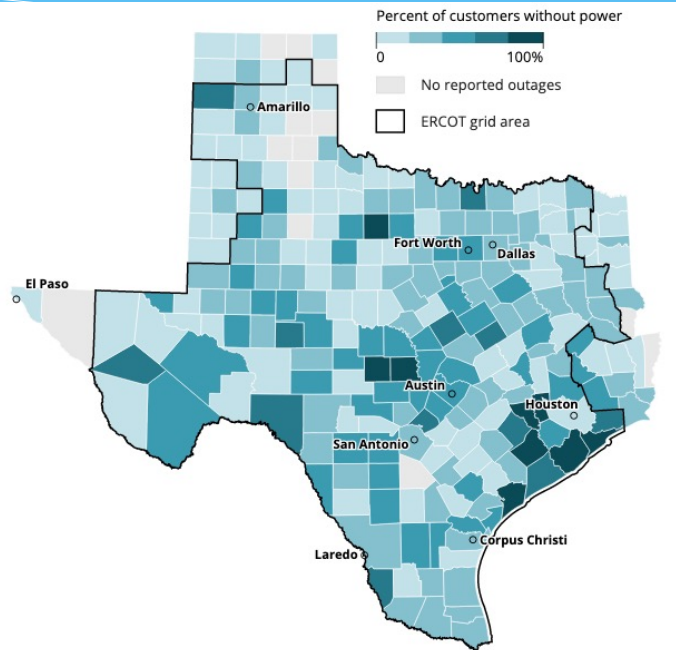 Percent of customers without power
0 100%
No reported outages
ERCOT grid area
Amarillo
Fort Worth
Dallas
El Paso
Austin
Houston
San Antonio
Corpus Christi
Laredo